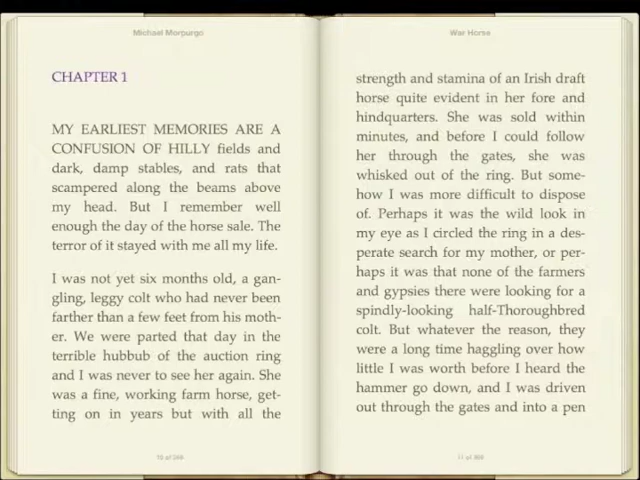 Michael Morpurgo
CHAPTER 1
MY EARLIEST MEMORIES ARE A
CONFUSION OF HILLY fields and
dark, damp stables, and rats that
scampered along the beams above
my head. But I remember well
enough the day of the horse sale. The
terror of it stayed with me all my life.
I was not yet six months old, a gan-
gling, leggy colt who had never been
farther than a few feet from his moth-
er. We were parted that day in the
terrible hubbub of the auction ring
and I was never to see her again. She
was a fine, working farm horse, get-
ting on in years but with all the
War Horse
strength and stamina of an Irish draft
horse quite evident in her fore and
hindquarters. She was sold within
minutes, and before I could follow
her through the gates, she was
whisked out of the ring. But some-
how I was more difficult to dispose
of. Perhaps it was the wild look in
my eye as I circled the ring in a des-
perate search for my mother, or per-
haps it was that none of the farmers
and gypsies there were looking for a
spindly-looking half-Thoroughbred
colt. But whatever the reason, they
were a long time haggling over how
little I was worth before I heard the
hammer go down, and I was driven
out through the gates and into a pen